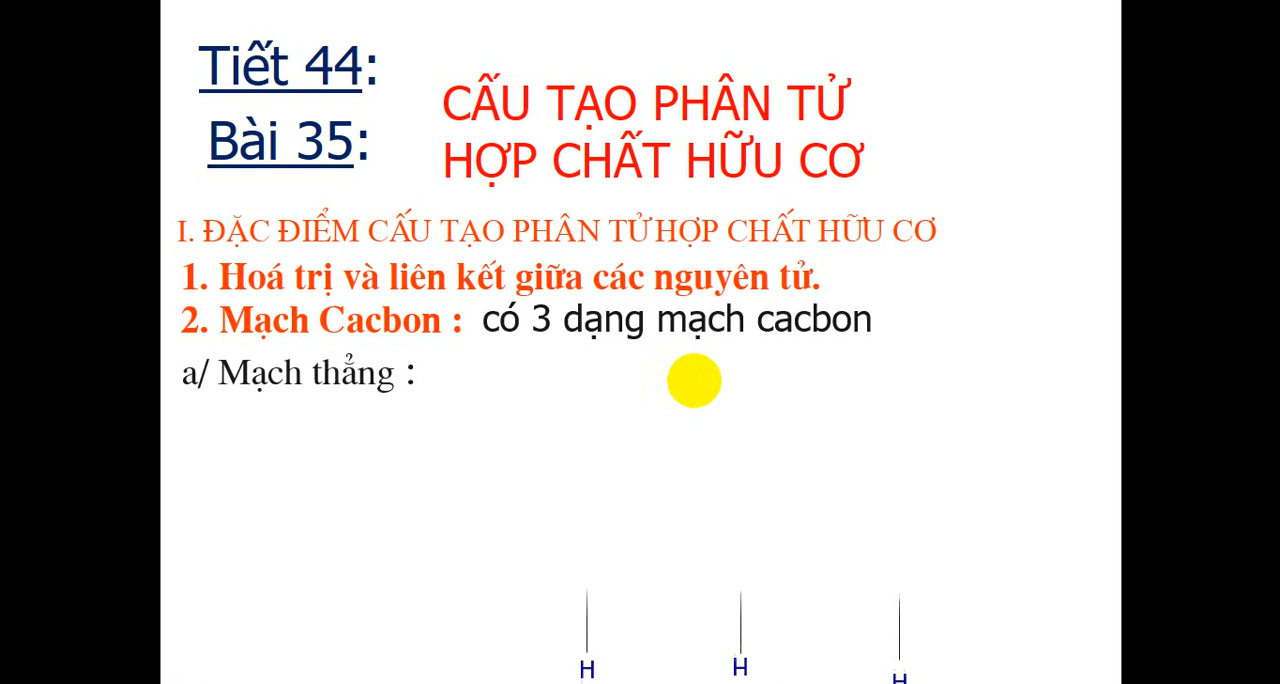 Tiết 44:
Bài 35:
CẤU TẠO PHÂN TỬ
HỢP CHẤT HỮU CƠ
I. ĐẶC ĐIỂM CẤU TẠO PHÂN TỬ HỢP CHẤT HỮU CƠ
1. Hoá trị và liên kết giữa các nguyên tử.
2. Mạch Cacbon : có 3 dạng mạch cacbon
a/ Mạch thẳng :
H H H